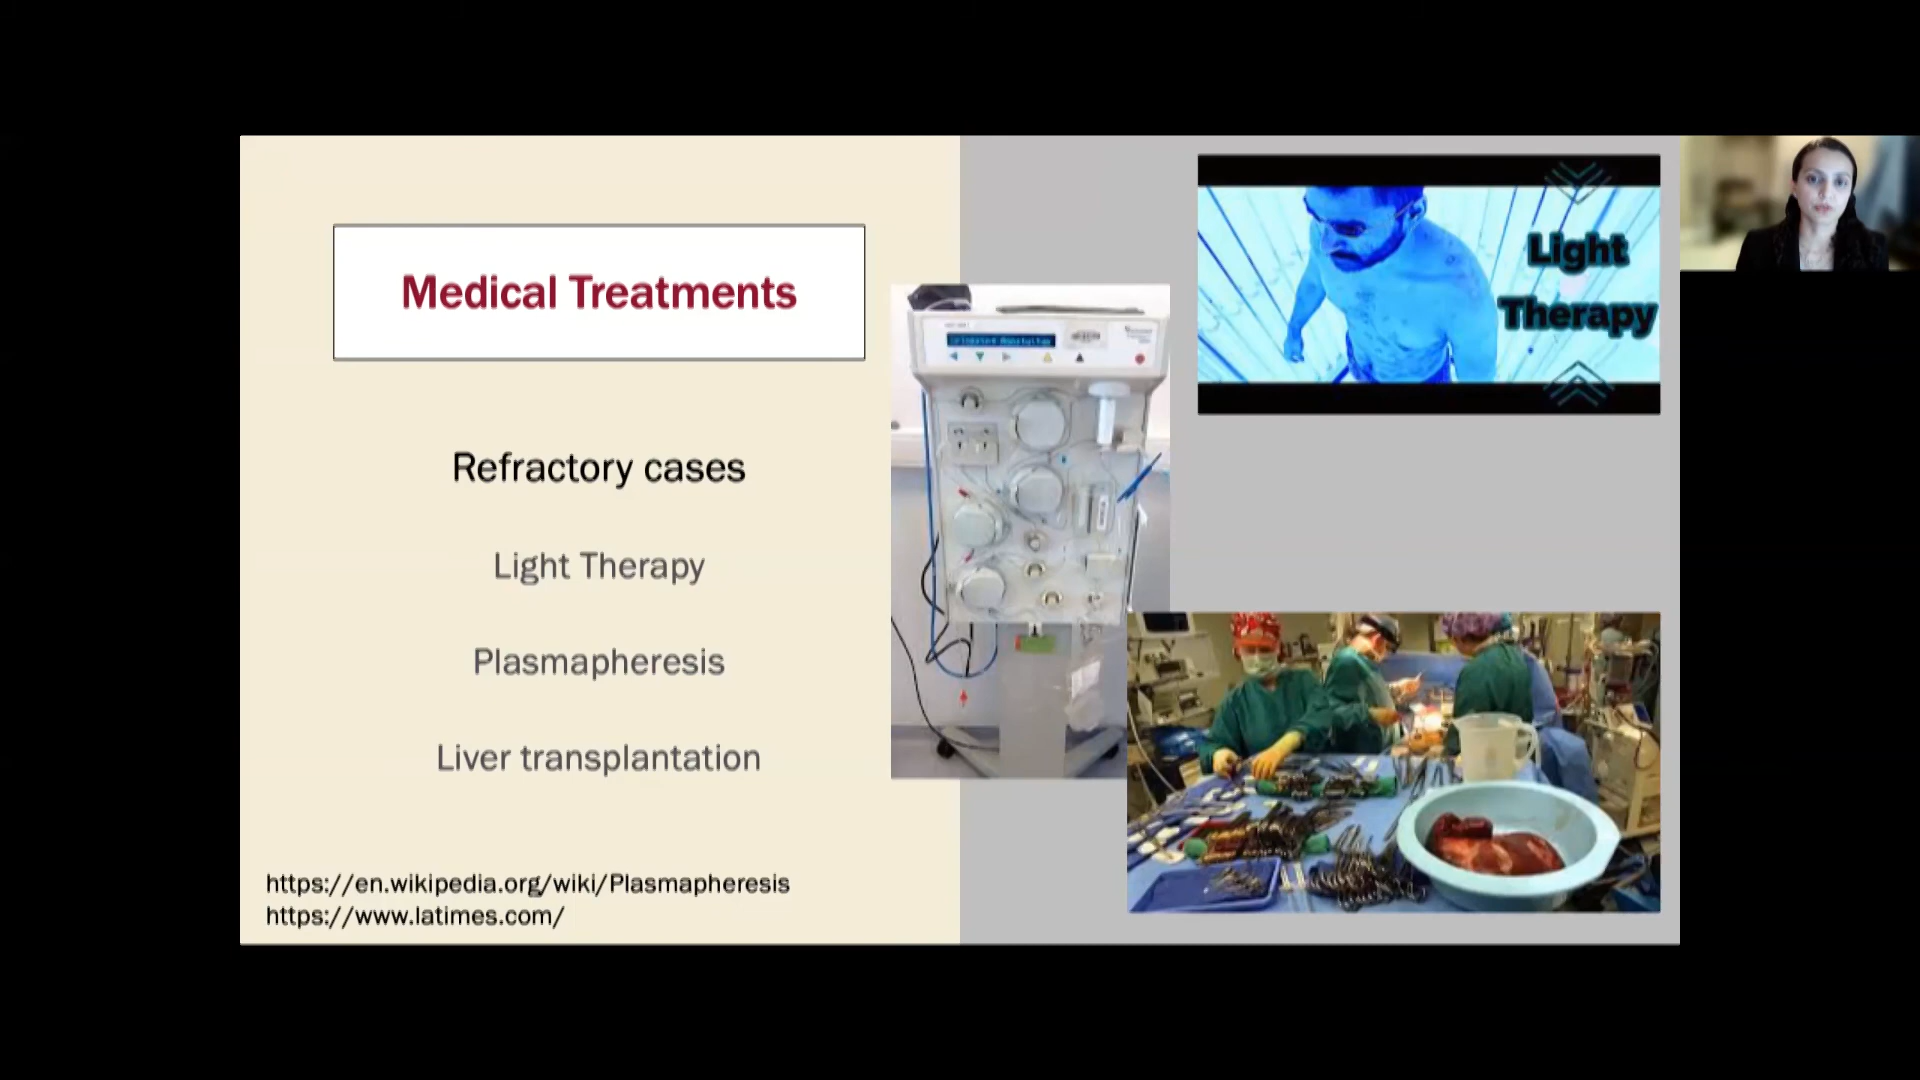 Medical Treatments
Refractory cases
Light Therapy
Plasmapheresis
Liver transplantation
https://en.wikipedia.org/wiki/Plasmapheresis
https://www.latimes.com/
Light
Therapy